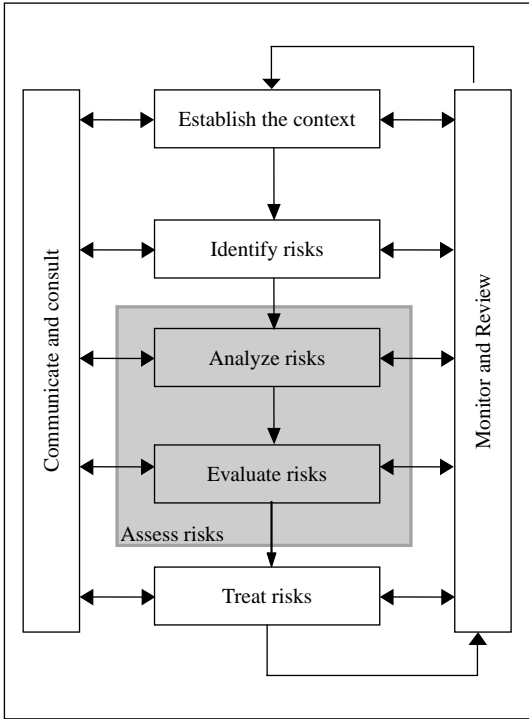 Establish the context
Identify risks
Analyze risks
Evaluate risks
Assess risks
Treat risks
Communicate and consult
Monitor and Review